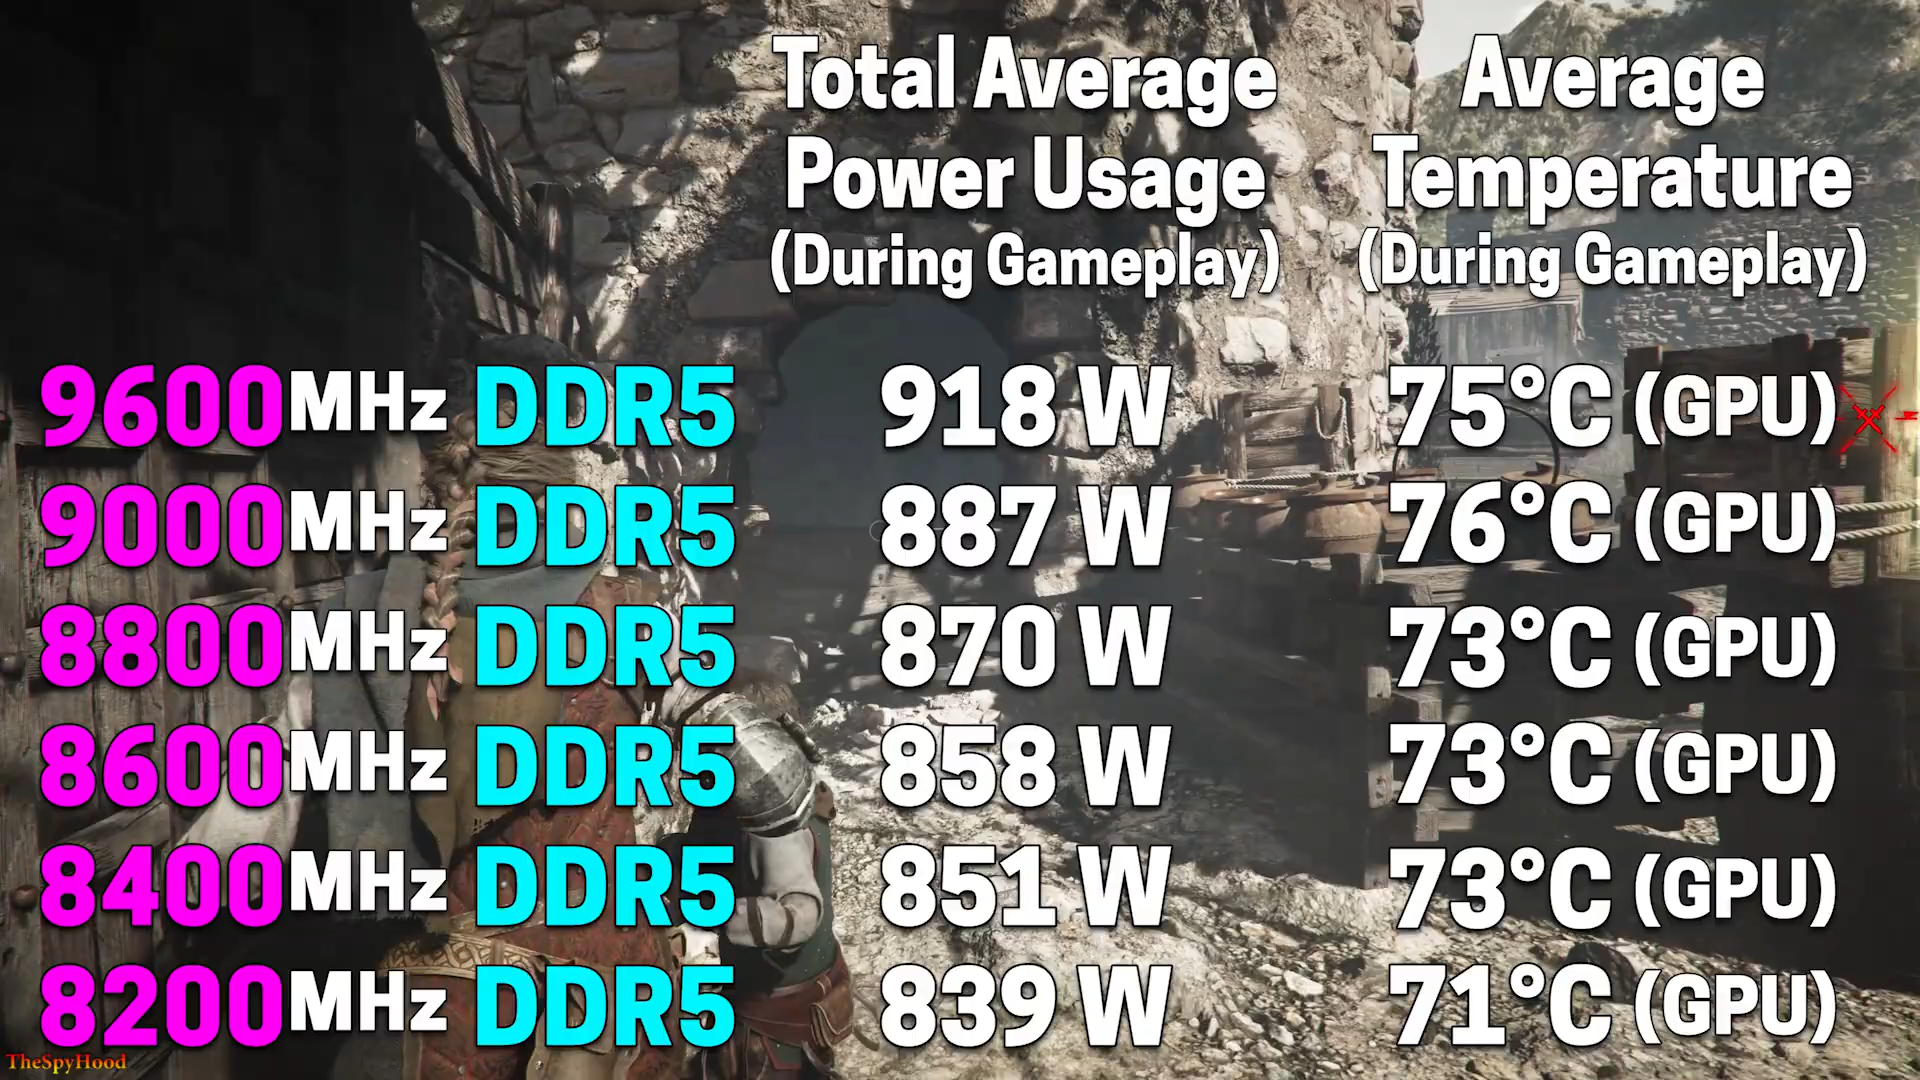 Total Average
Power Usage
(During Gameplay)
Average
Temperature
(During Gameplay)
9600MHz DDR5 918 W 75°C (GPU)
9000MHz DDR5 887 W 76°C (GPU)
8800MHz DDR5 870 W 73°C (GPU)
8600MHz DDR5 858 W 73°C (GPU)
8400MHz DDR5 851 W 73°C (GPU)
8200MHz DDR5 839 W 71°C (GPU)
TheSpyHood